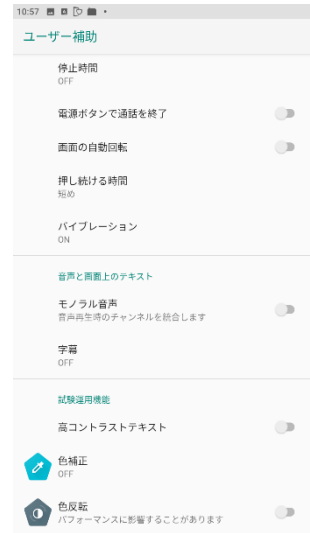 10:57
ユーザー補助
停止時間
OFF
電源ボタンで通話を終了
画面の自動回転
押し続ける時間
短め
バイブレーション
ON
音声と画面上のテキスト
モノラル音声
音声再生時のチャンネルを統合します
字幕
OFF
試験運用機能
高コントラストテキスト
色補正
OFF
色反転
パフォーマンスに影響することがあります